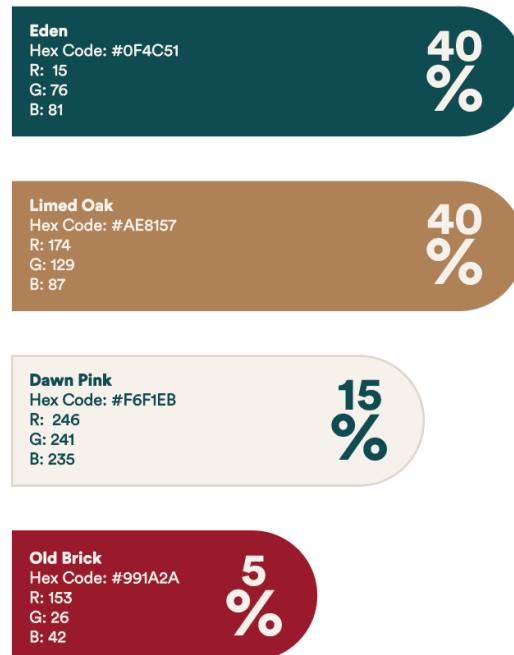 Eden
Hex Code: #0F4C51
R: 15
G: 76
B: 81
40
%
Limed Oak
Hex Code: #AE8157
R: 174
G: 129
B: 87
40
%
Dawn Pink
Hex Code: #F6F1EB
R: 246
G: 241
B: 235
15
%
Old Brick
Hex Code: #991A2A
R: 153
G: 26
B: 42
5
%